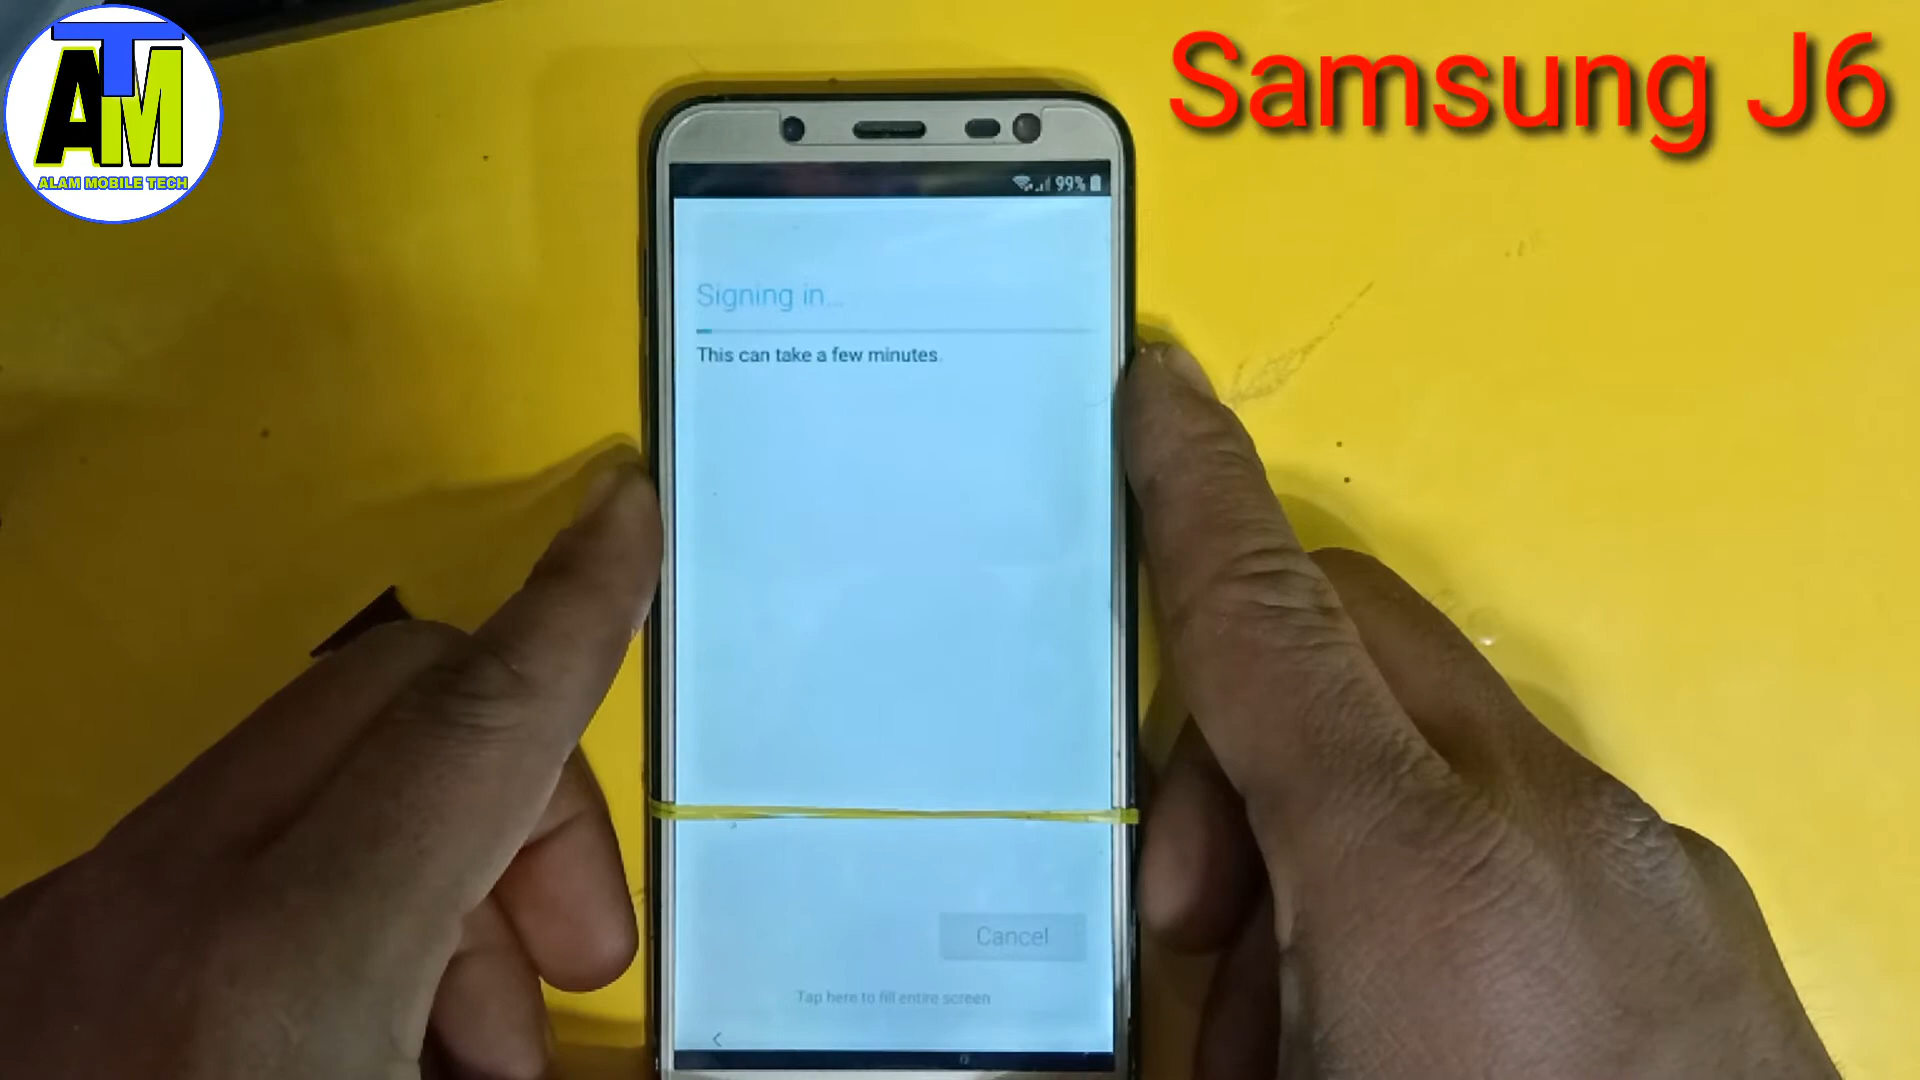 ATM
ALAM MOBILE TECH
Samsung J6
99%
Signing in...
This can take a few minutes.
Cancel
Tap here to fill entire screen